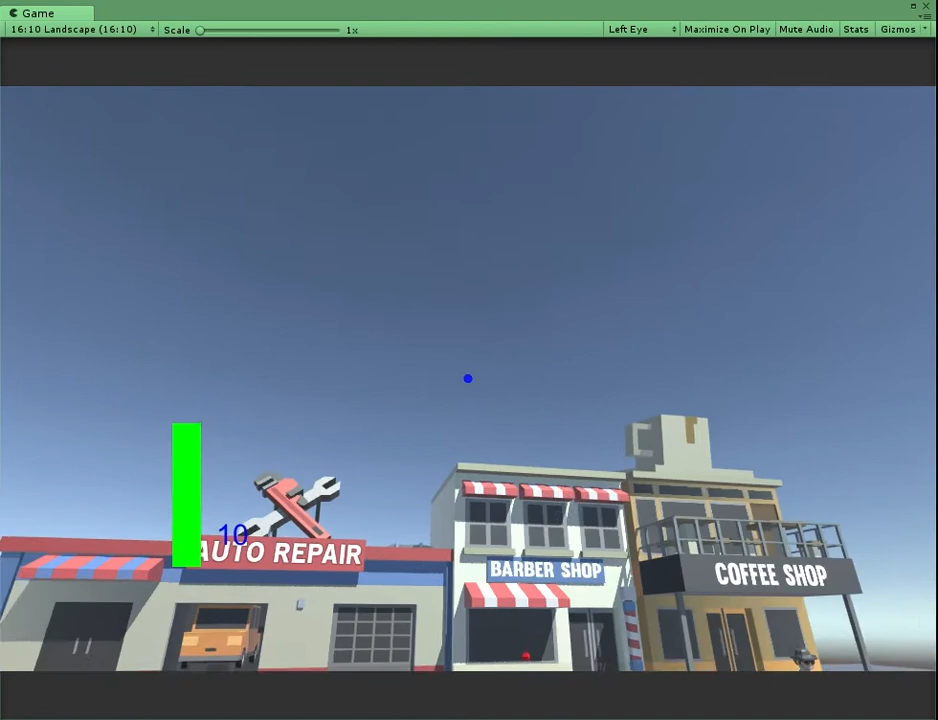 Game
16:10 Landscape (16:10) Scale 1x Left Eye Maximize On Play Mute Audio Stats Gizmos
10
AUTO REPAIR
BARBER SHOP
COFFEE SHOP